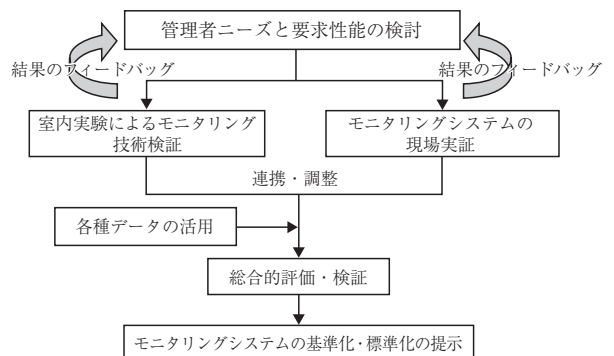 管理者ニーズと要求性能の検討
結果のフィードバッグ
結果のフィードバッグ
室内実験によるモニタリング
技術検証
モニタリングシステムの
現場実証
連携・調整
各種データの活用
総合的評価・検証
モニタリングシステムの基準化・標準化の提示